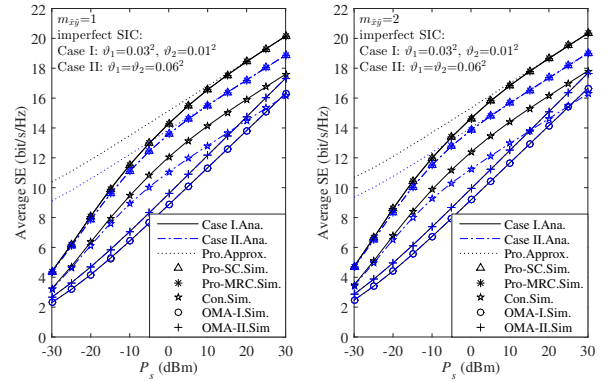 m_{x̃ỹ}=1
imperfect SIC:
Case I: ϑ₁=0.03², ϑ₂=0.01²
Case II: ϑ₁=ϑ₂=0.06²
Average SE (bit/s/Hz)
22
20
18
16
14
12
10
8
6
4
2
0
Case I.Ana.
Case II.Ana.
Pro.Approx.
Pro-SC.Sim.
Pro-MRC.Sim.
Con.Sim.
OMA-I.Sim.
OMA-II.Sim
-30 -20 -10 0 10 20 30
P_s (dBm)
m_{x̃ỹ}=2
imperfect SIC:
Case I: ϑ₁=0.03², ϑ₂=0.01²
Case II: ϑ₁=ϑ₂=0.06²
Average SE (bit/s/Hz)
22
20
18
16
14
12
10
8
6
4
2
0
Case I.Ana.
Case II.Ana.
Pro.Approx.
Pro-SC.Sim.
Pro-MRC.Sim.
Con.Sim.
OMA-I.Sim.
OMA-II.Sim.
-30 -20 -10 0 10 20 30
P_s (dBm)